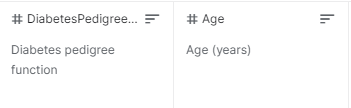 # DiabetesPedigree...
Diabetes pedigree
function
# Age
Age (years)